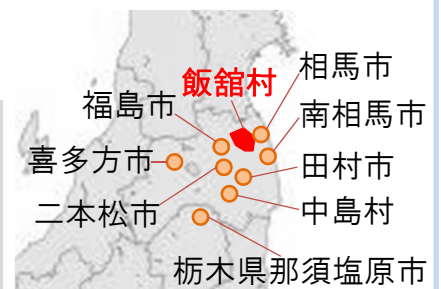 相馬市
飯舘村
福島市
南相馬市
喜多方市
田村市
二本松市
中島村
栃木県那須塩原市